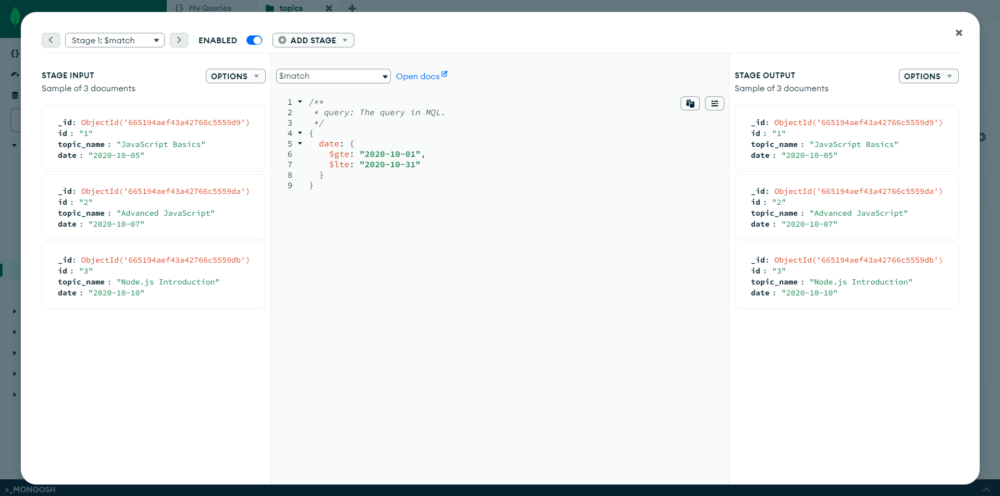 {} My Queries
topics
Stage 1: $match
ENABLED
ADD STAGE
STAGE INPUT
OPTIONS
Sample of 3 documents
_id: ObjectId('665194aef43a42766c5559d9')
id : "1"
topic_name : "JavaScript Basics"
date : "2020-10-05"
_id: ObjectId('665194aef43a42766c5559da')
id : "2"
topic_name : "Advanced JavaScript"
date : "2020-10-07"
_id: ObjectId('665194aef43a42766c5559db')
id : "3"
topic_name : "Node.js Introduction"
date : "2020-10-10"
$match
Open docs
1 /**
2 * query: The query in MQL.
3 */
4 {
5 date: {
6 $gte: "2020-10-01",
7 $lte: "2020-10-31"
8 }
9 }
STAGE OUTPUT
OPTIONS
Sample of 3 documents
_id: ObjectId('665194aef43a42766c5559d9')
id : "1"
topic_name : "JavaScript Basics"
date : "2020-10-05"
_id: ObjectId('665194aef43a42766c5559da')
id : "2"
topic_name : "Advanced JavaScript"
date : "2020-10-07"
_id: ObjectId('665194aef43a42766c5559db')
id : "3"
topic_name : "Node.js Introduction"
date : "2020-10-10"
>_MONGOSH